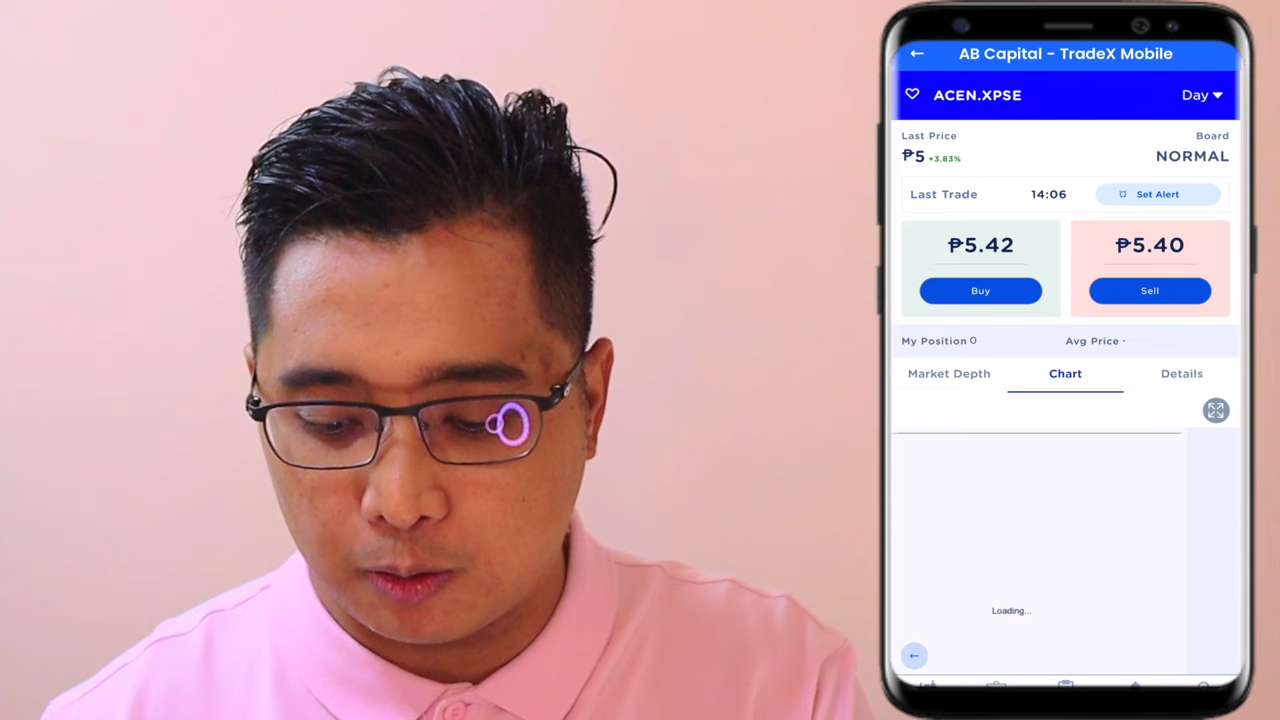 ← AB Capital - TradeX Mobile
ACEN.XPSE Day
Last Price Board
₱5 +3.83% NORMAL
Last Trade 14:06 Set Alert
₱5.42 ₱5.40
Buy Sell
My Position 0 Avg Price -
Market Depth Chart Details
Loading...
←